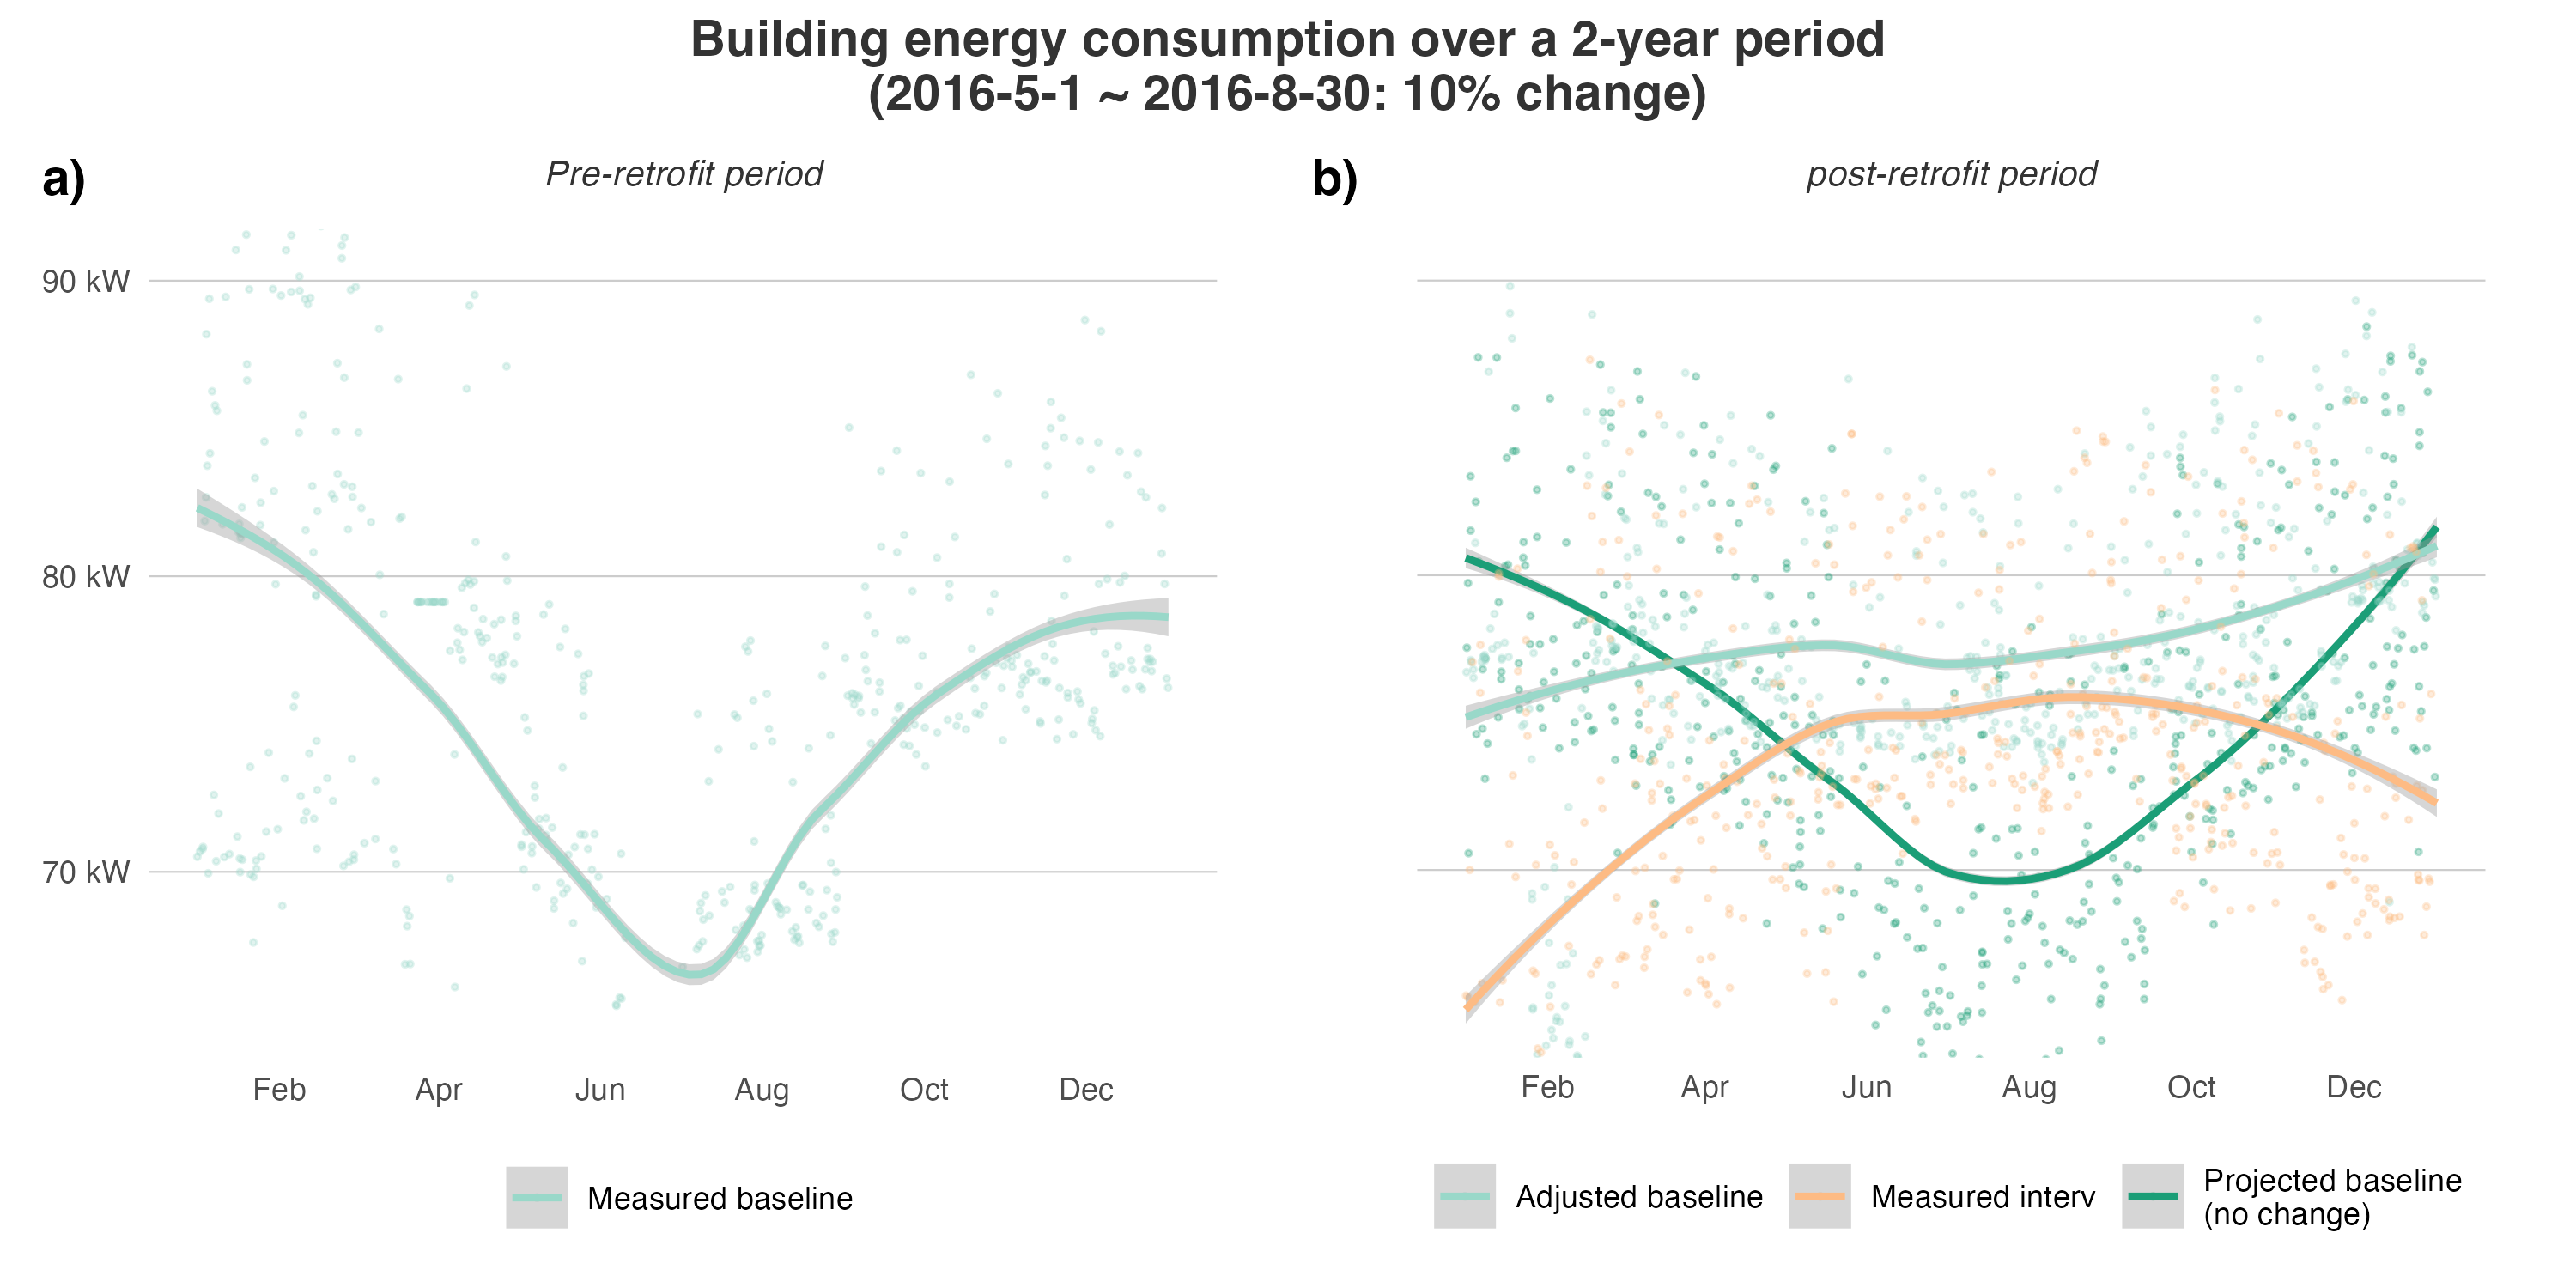 Building energy consumption over a 2-year period
(2016-5-1 ~ 2016-8-30: 10% change)
a)
Pre-retrofit period
90 kW
80 kW
70 kW
Feb Apr Jun Aug Oct Dec
Measured baseline
b)
post-retrofit period
Feb Apr Jun Aug Oct Dec
Adjusted baseline
Measured interv
Projected baseline
(no change)